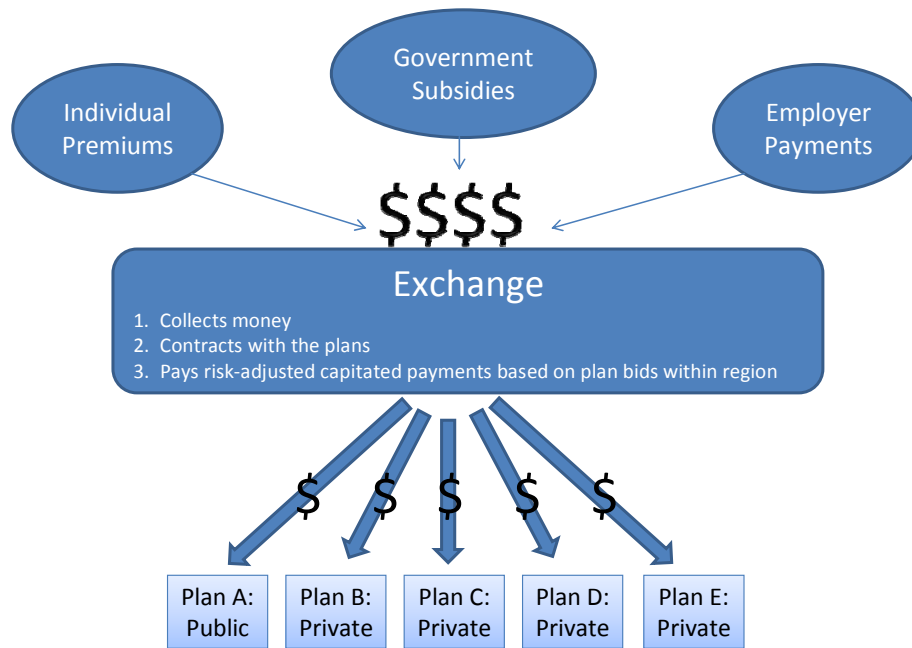 Government
Subsidies
Individual
Premiums
Employer
Payments
$$$$
Exchange
1. Collects money
2. Contracts with the plans
3. Pays risk-adjusted capitated payments based on plan bids within region
$ $ $ $ $
Plan A:
Public
Plan B:
Private
Plan C:
Private
Plan D:
Private
Plan E:
Private